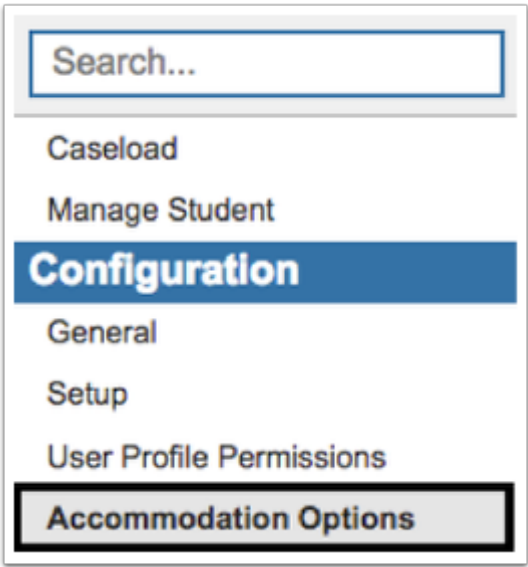 Search...
Caseload
Manage Student
Configuration
General
Setup
User Profile Permissions
Accommodation Options